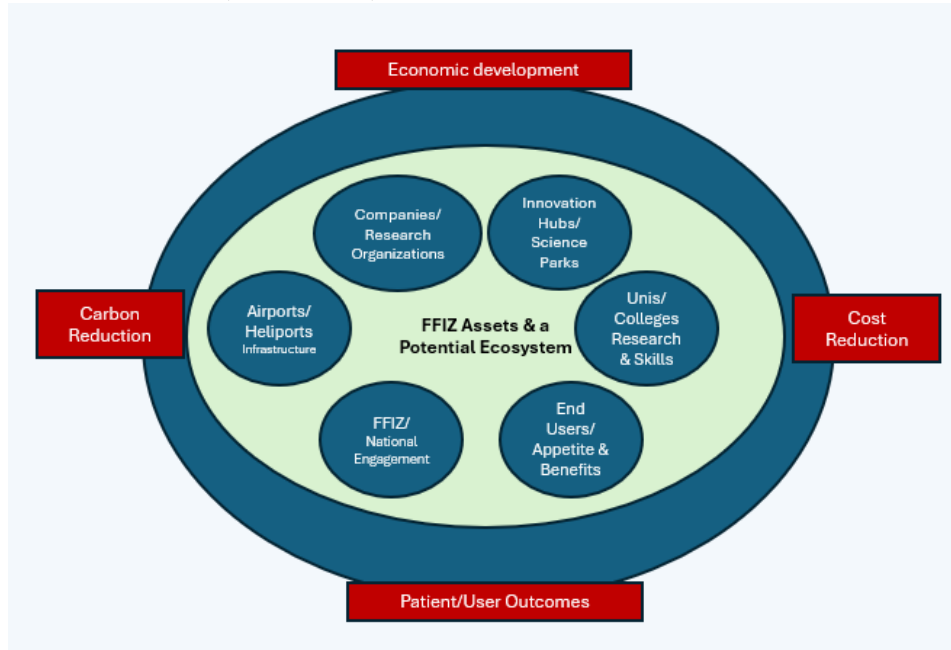 Economic development
Companies/
Research
Organizations
Innovation
Hubs/
Science
Parks
Carbon
Reduction
Airports/
Heliports
Infrastructure
FFIZ Assets & a
Potential Ecosystem
Unis/
Colleges
Research
& Skills
Cost
Reduction
FFIZ/
National
Engagement
End
Users/
Appetite &
Benefits
Patient/User Outcomes